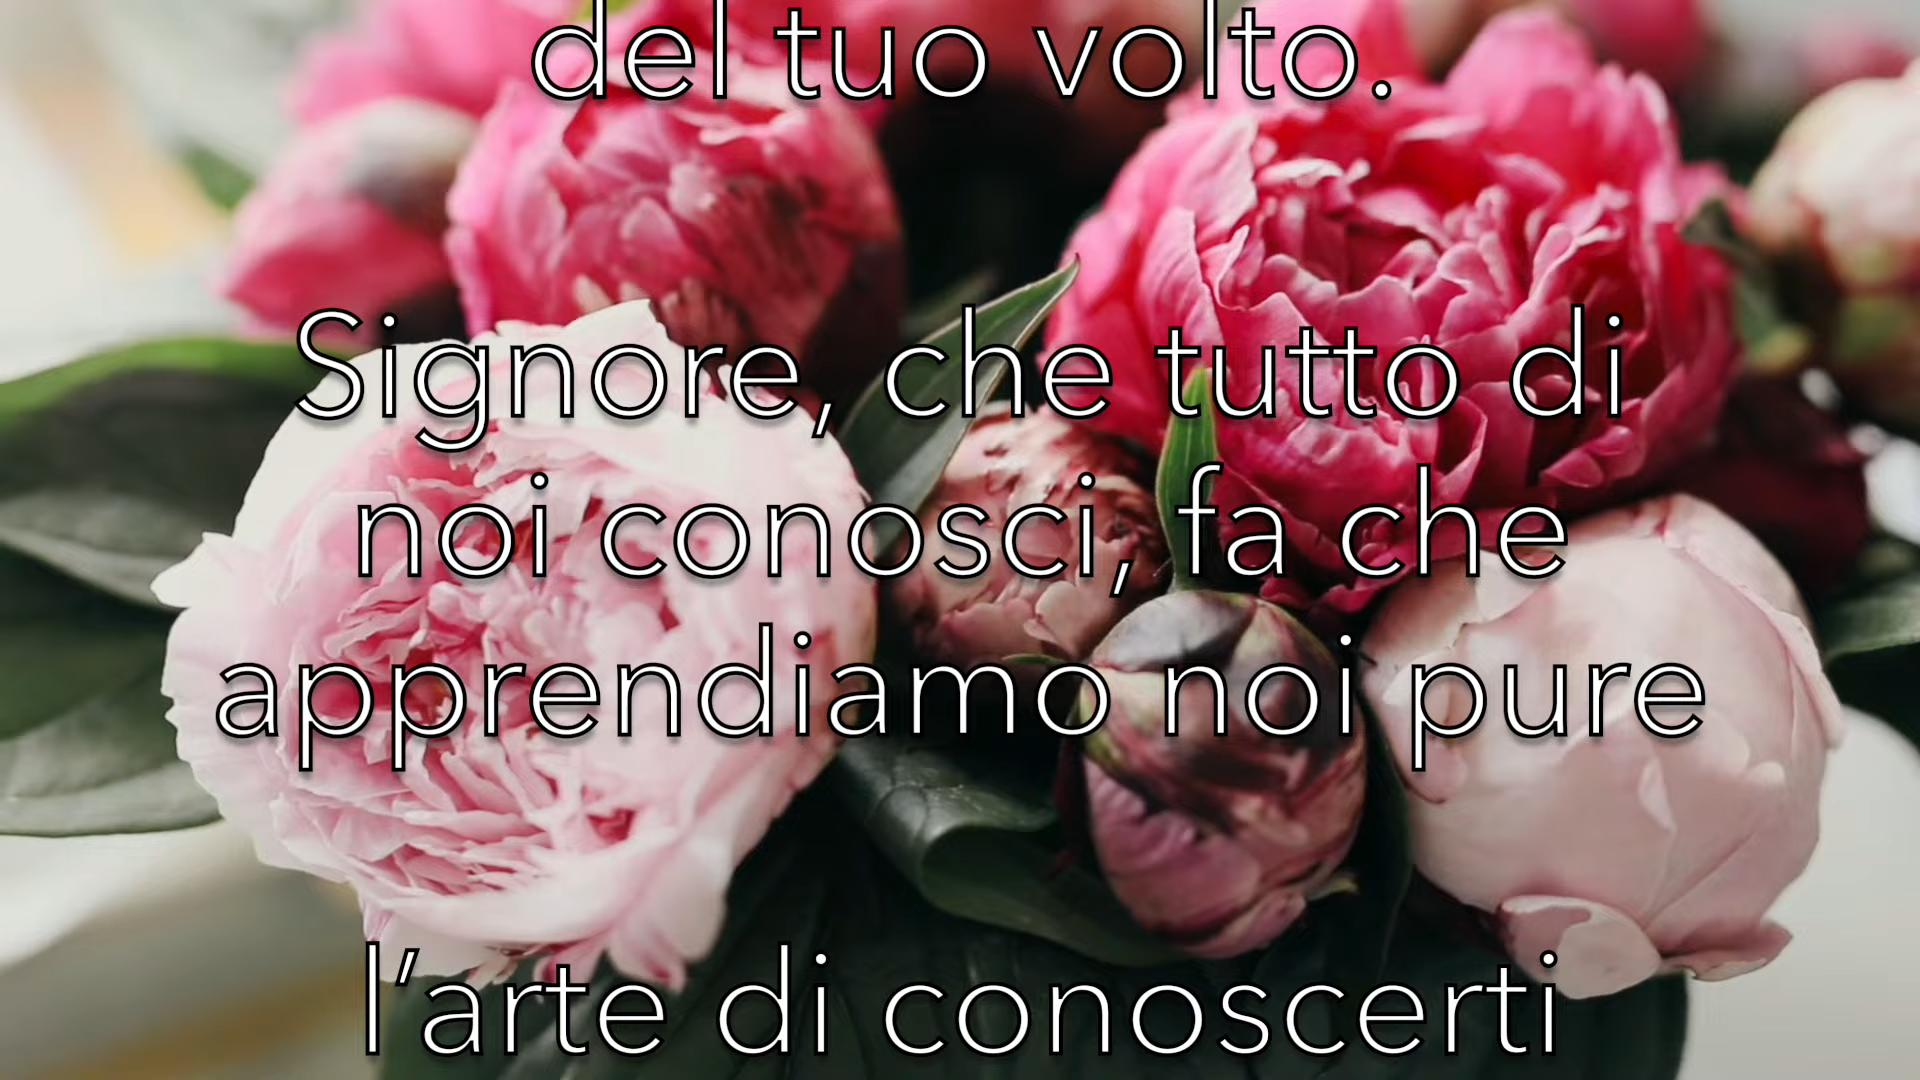 del tuo volto.
Signore, che tutto di
noi conosci, fa che
apprendiamo noi pure
l’arte di conoscerti